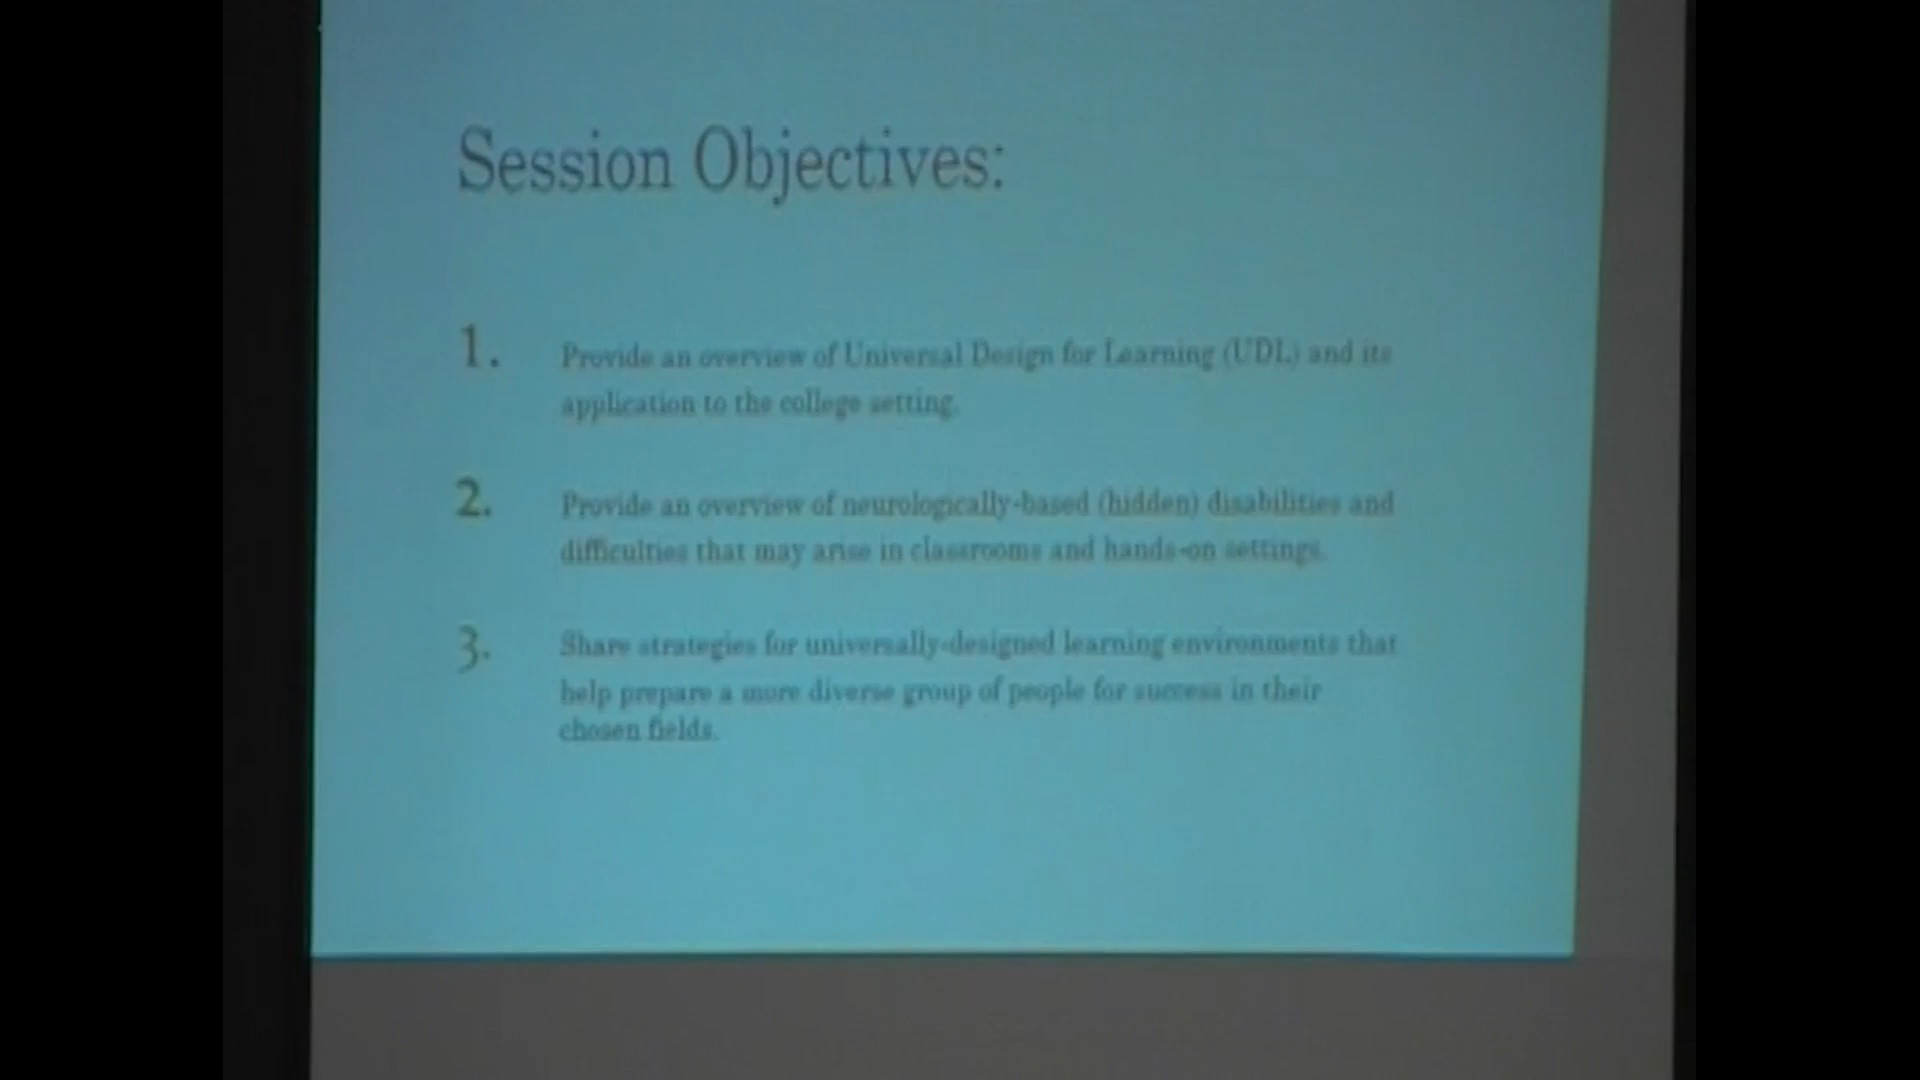 Session Objectives:
1. Provide an overview of Universal Design for Learning (UDL) and its
application to the college setting.
2. Provide an overview of neurologically-based (hidden) disabilities and
difficulties that may arise in classrooms and hands-on settings.
3. Share strategies for universally-designed learning environments that
help prepare a more diverse group of people for success in their
chosen fields.